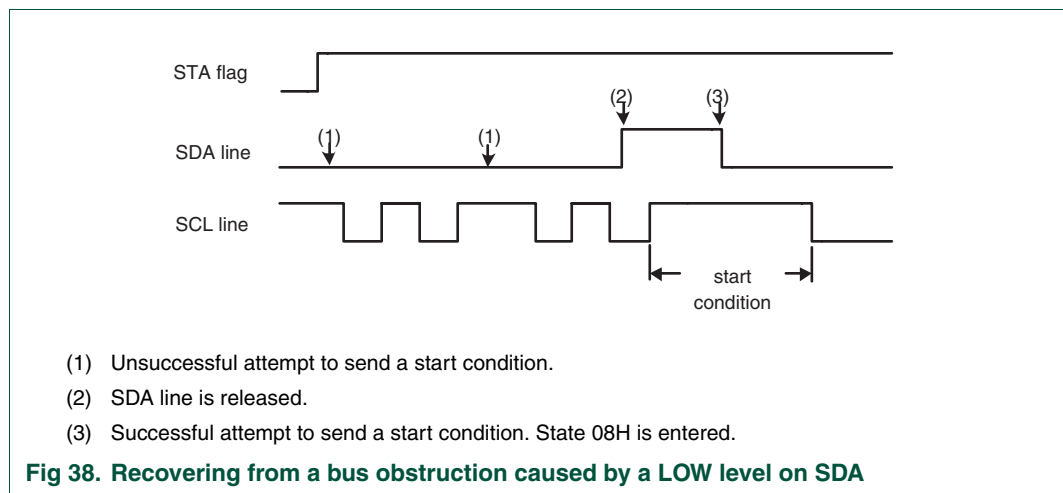 STA flag
(2)
(3)
(1)
(1)
SDA line
SCL line
start
condition
(1) Unsuccessful attempt to send a start condition.
(2) SDA line is released.
(3) Successful attempt to send a start condition. State 08H is entered.
Fig 38. Recovering from a bus obstruction caused by a LOW level on SDA